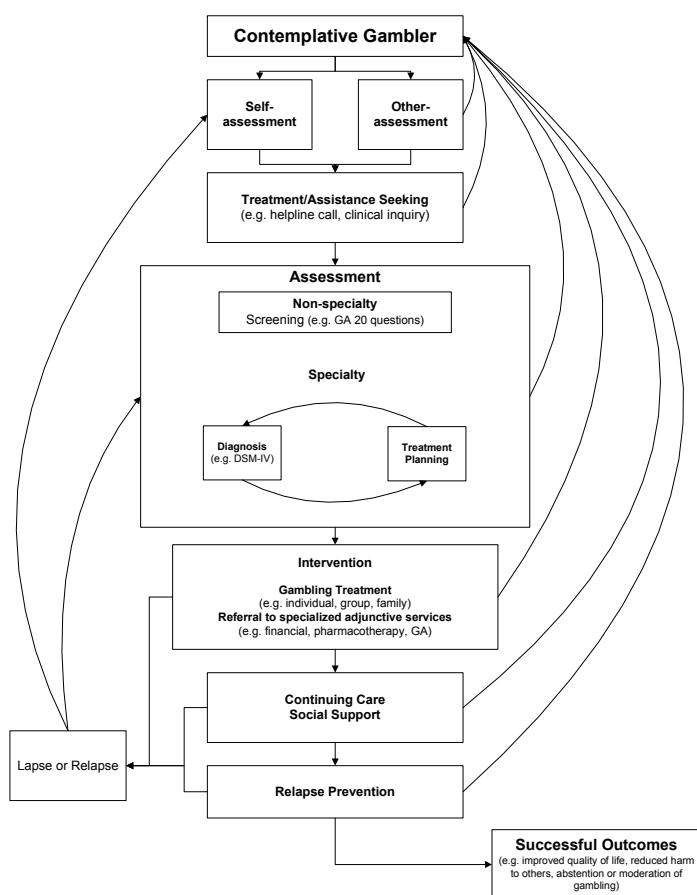 Contemplative Gambler
Self-
assessment
Other-
assessment
Treatment/Assistance Seeking
(e.g. helpline call, clinical inquiry)
Assessment
Non-specialty
Screening (e.g. GA 20 questions)
Specialty
Diagnosis
(e.g. DSM-IV)
Treatment
Planning
Intervention
Gambling Treatment
(e.g. individual, group, family)
Referral to specialized adjunctive services
(e.g. financial, pharmacotherapy, GA)
Continuing Care
Social Support
Lapse or Relapse
Relapse Prevention
Successful Outcomes
(e.g. improved quality of life, reduced harm
to others, abstention or moderation of
gambling)